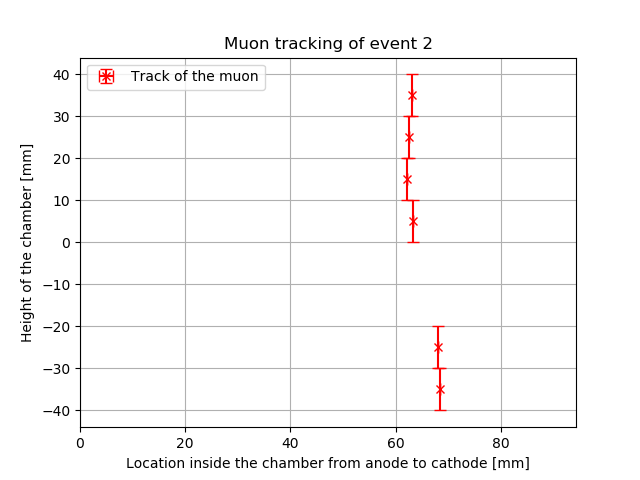 Muon tracking of event 2
Track of the muon
Height of the chamber [mm]
40
30
20
10
0
−10
−20
−30
−40
0 20 40 60 80
Location inside the chamber from anode to cathode [mm]